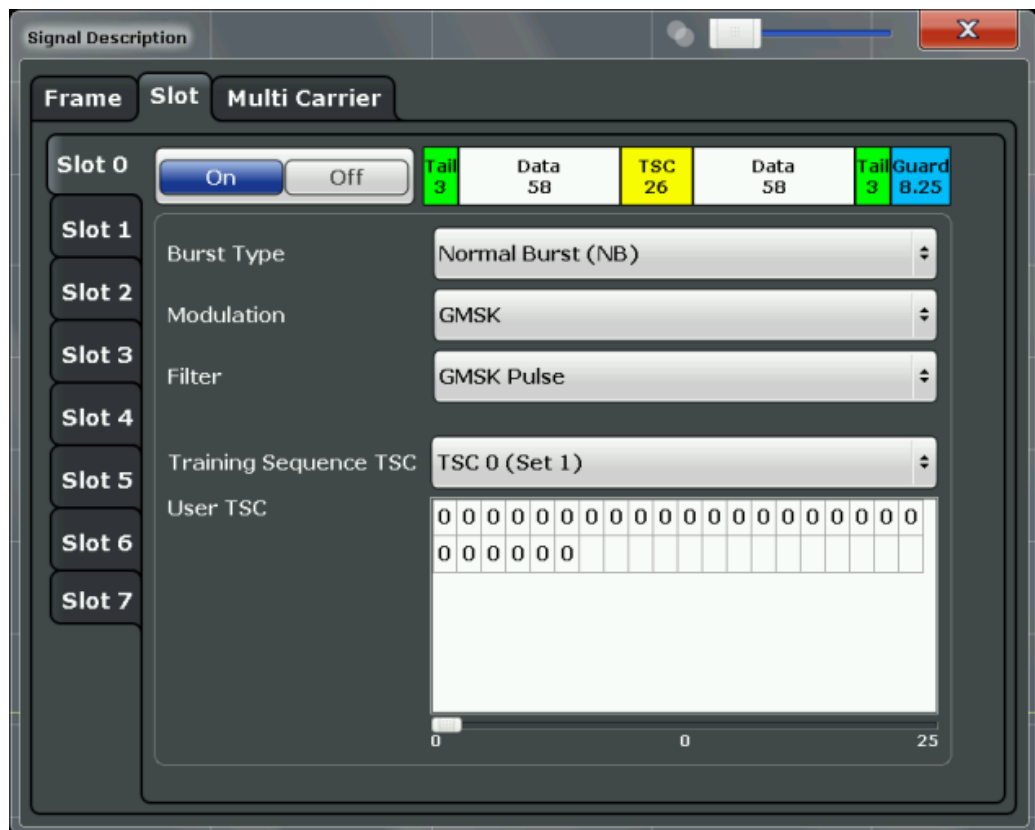 Signal Description
X
Frame Slot Multi Carrier
Slot 0
Slot 1
Slot 2
Slot 3
Slot 4
Slot 5
Slot 6
Slot 7
On Off
Tail Data TSC Data Tail Guard
3 58 26 58 3 8.25
Burst Type Normal Burst (NB)
Modulation GMSK
Filter GMSK Pulse
Training Sequence TSC TSC 0 (Set 1)
User TSC
0 0 0 0 0 0 0 0 0 0 0 0 0 0 0 0 0 0 0 0
0 0 0 0 0 0
0 0 25